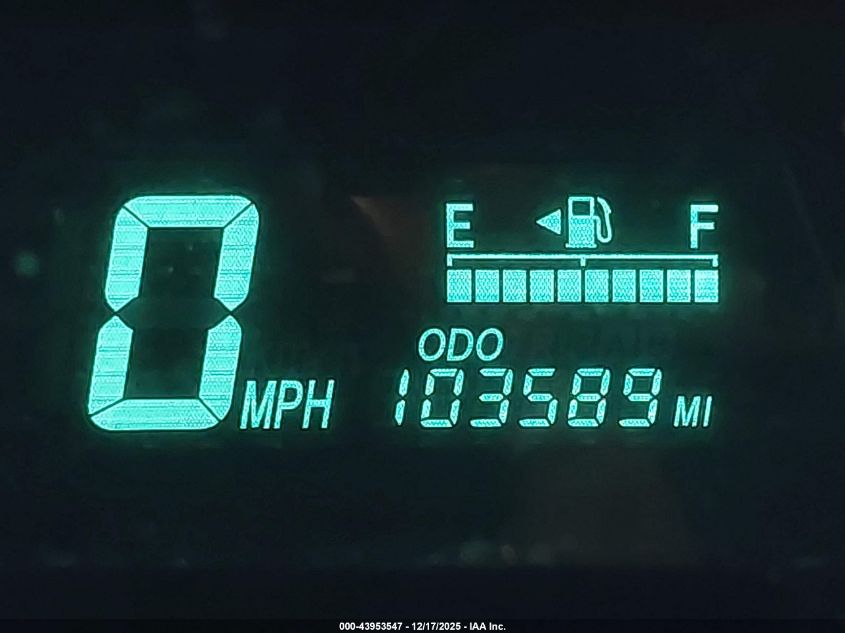 E F
ODO
0 MPH 103589 MI
000-43953547 - 12/17/2025 - IAA Inc.